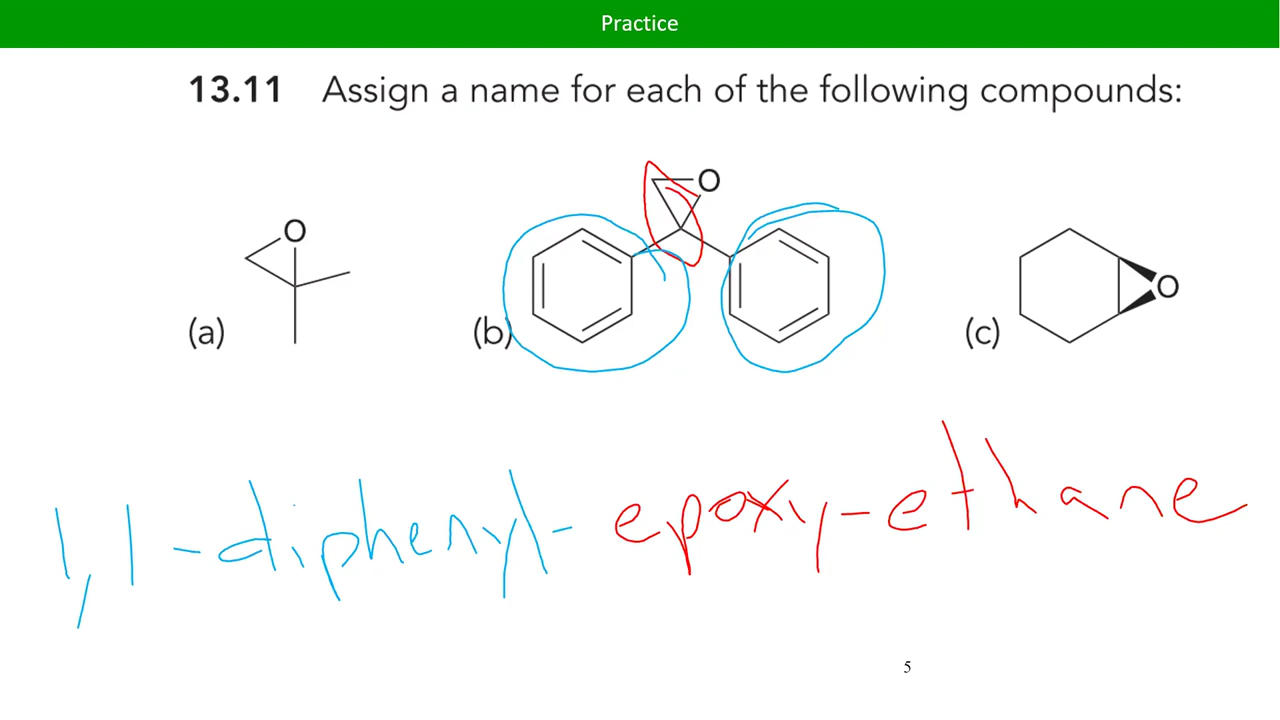 Practice
13.11 Assign a name for each of the following compounds:
O
O
O
(a)
(b)
(c)
1,1-diphenyl-epoxy-ethane
5